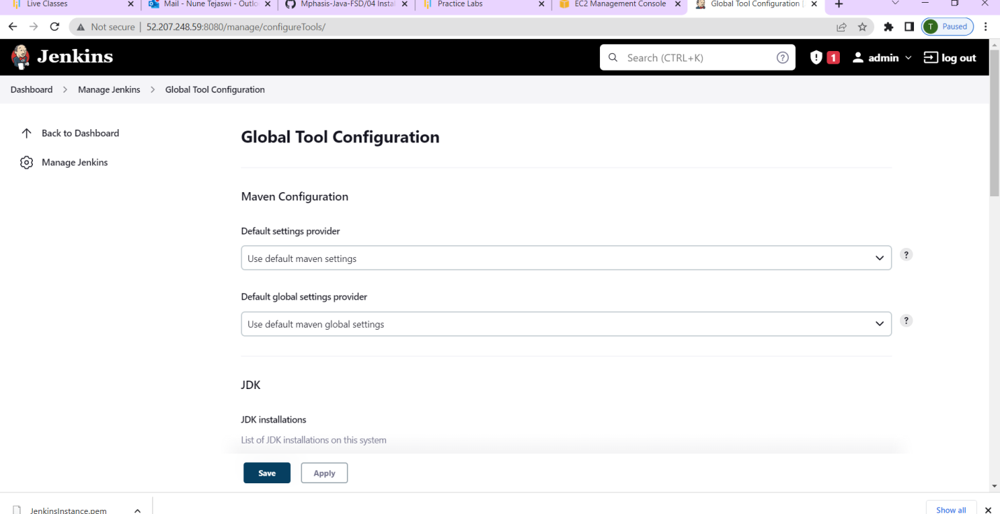 Live Classes
Mail - Nune Tejaswi - Outlo
Mphasis-Java-FSD/04 Instal
Practice Labs
EC2 Management Console
Global Tool Configuration
Not secure | 52.207.248.59:8080/manage/configureTools/
T Paused
Jenkins
Search (CTRL+K) ?
1
admin
log out
Dashboard > Manage Jenkins > Global Tool Configuration
Back to Dashboard
Manage Jenkins
Global Tool Configuration
Maven Configuration
Default settings provider
Use default maven settings ?
Default global settings provider
Use default maven global settings ?
JDK
JDK installations
List of JDK installations on this system
Save Apply
JenkinsInstance.pem
Show all